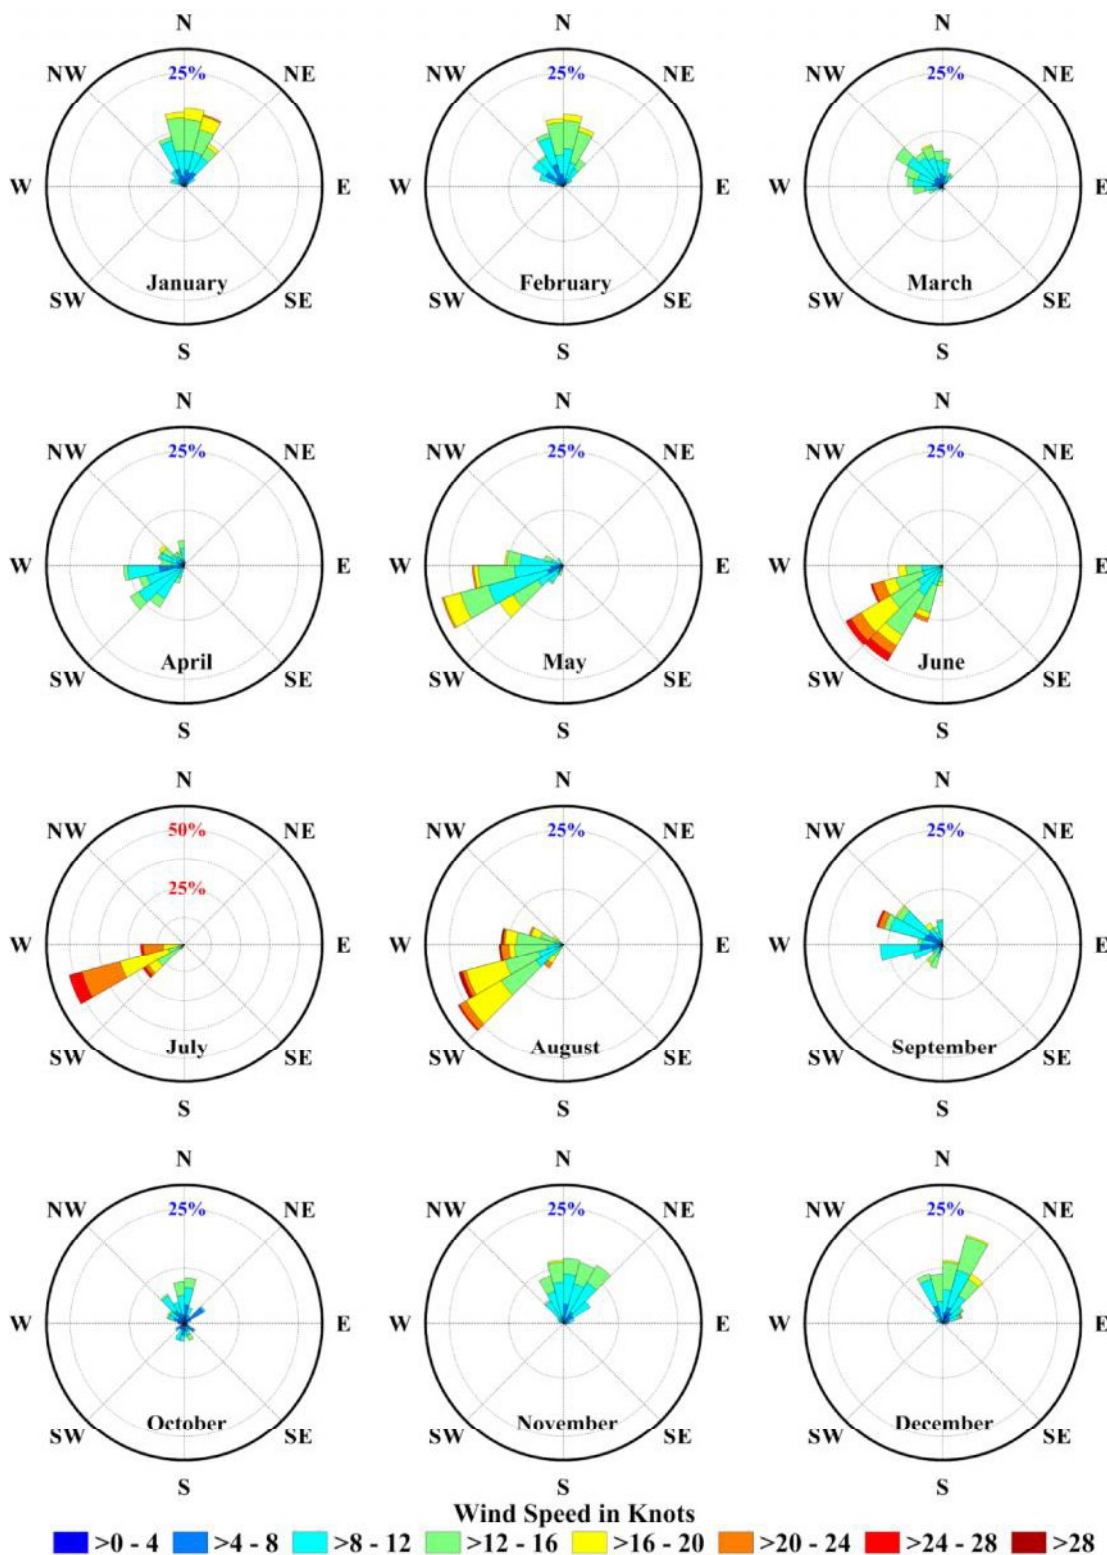 N N N
NW 25% NE NW 25% NE NW 25% NE
W E W E W E
January February March
SW SE SW SE SW SE
S S S
N N N
NW 25% NE NW 25% NE NW 25% NE
W E W E W E
April May June
SW SE SW SE SW SE
S S S
N N N
NW 50% NE NW 25% NE NW 25% NE
25%
W E W E W E
July August September
SW SE SW SE SW SE
S S S
N N N
NW 25% NE NW 25% NE NW 25% NE
W E W E W E
October November December
SW SE SW SE SW SE
S S S
Wind Speed in Knots
>0 - 4 >4 - 8 >8 - 12 >12 - 16 >16 - 20 >20 - 24 >24 - 28 >28